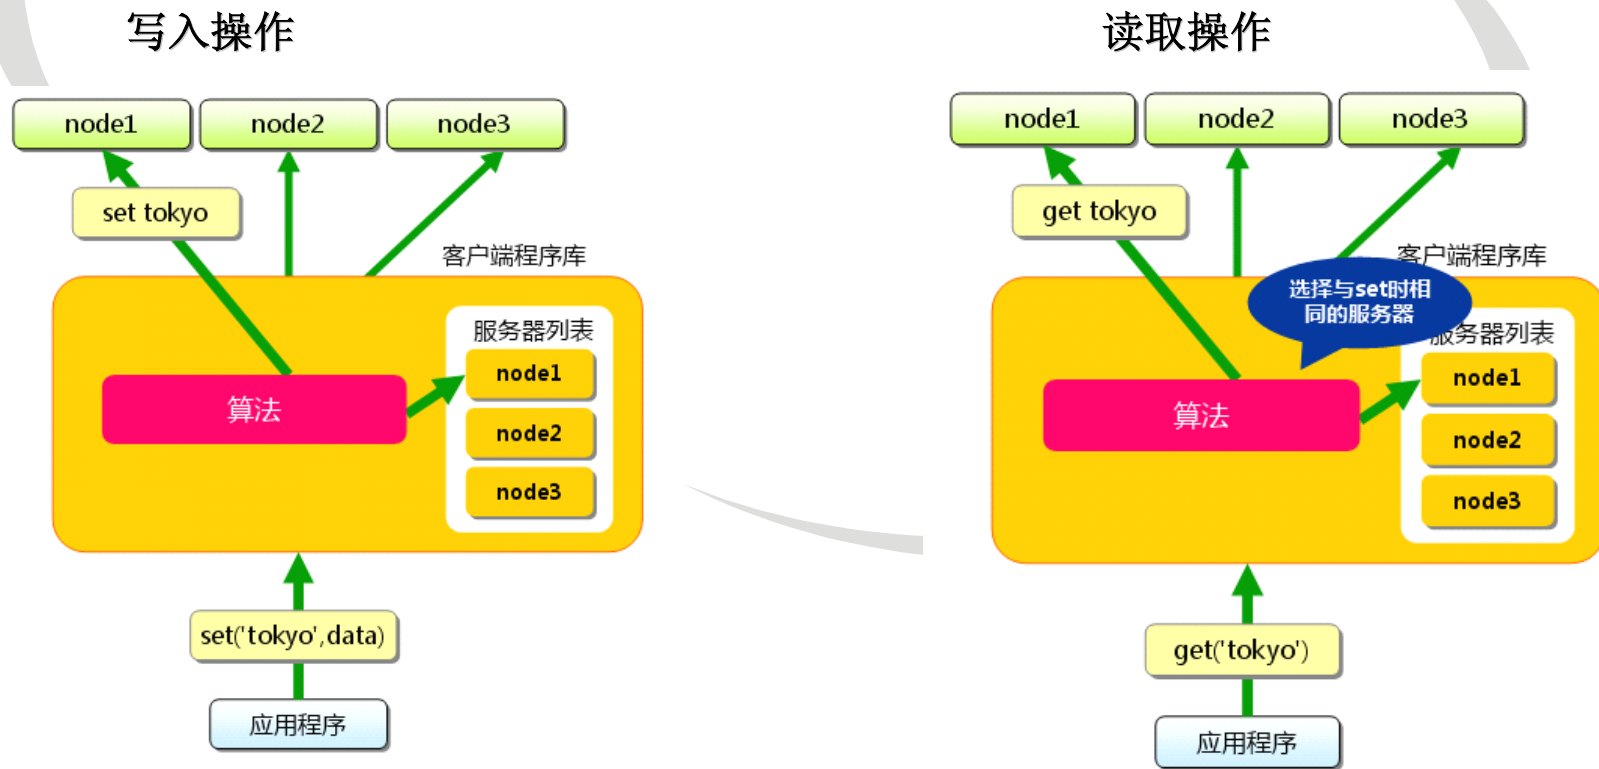 写入操作
node1
node2
node3
set tokyo
客户端程序库
服务器列表
node1
node2
node3
算法
set('tokyo',data)
应用程序
读取操作
node1
node2
node3
get tokyo
客户端程序库
选择与set时相
同的服务器
服务器列表
node1
node2
node3
算法
get('tokyo')
应用程序